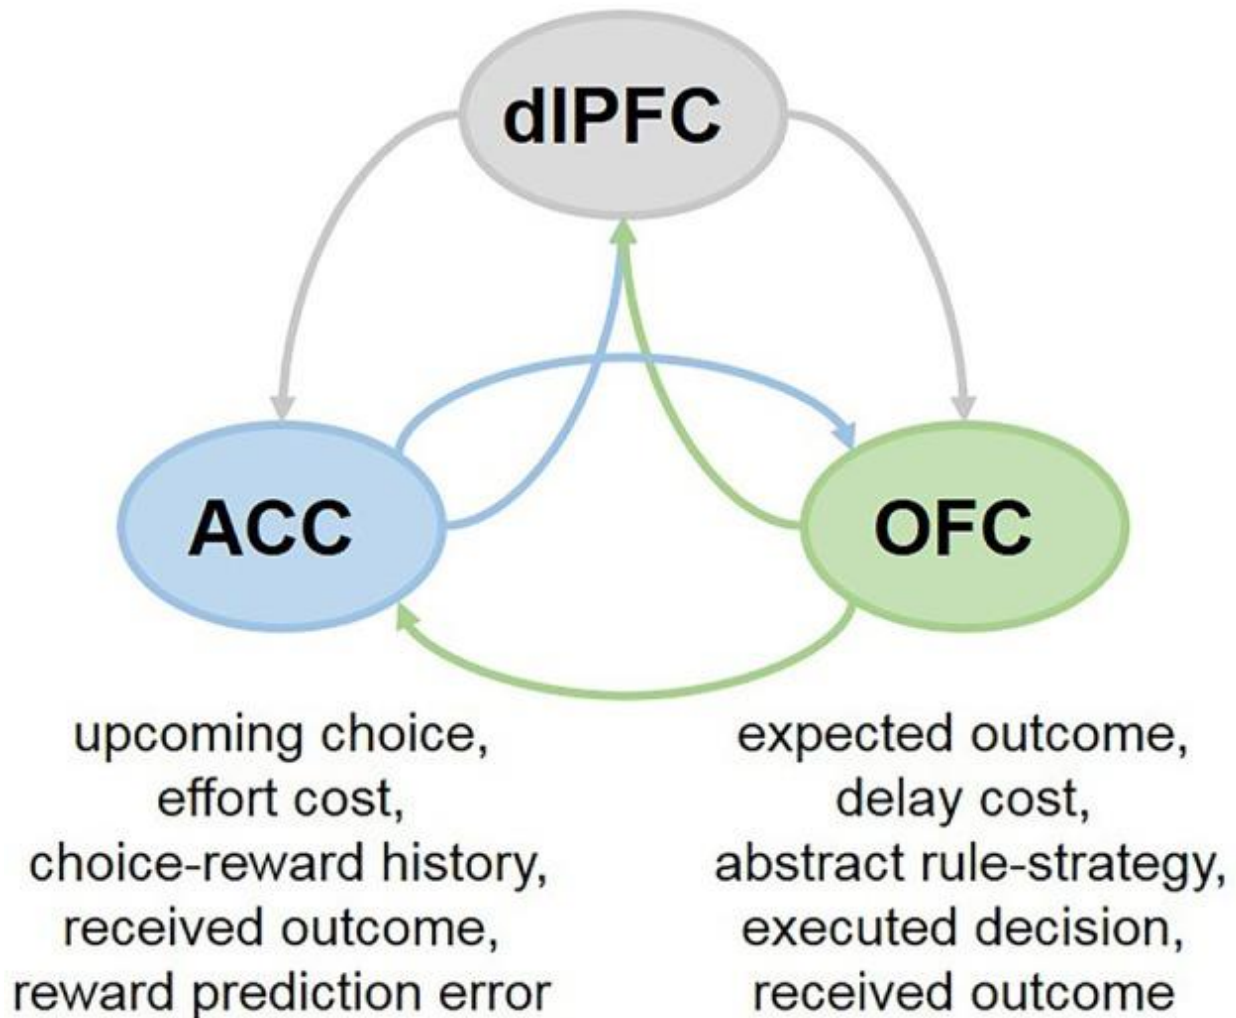 dlPFC
ACC
OFC
upcoming choice,
effort cost,
choice-reward history,
received outcome,
reward prediction error
expected outcome,
delay cost,
abstract rule-strategy,
executed decision,
received outcome